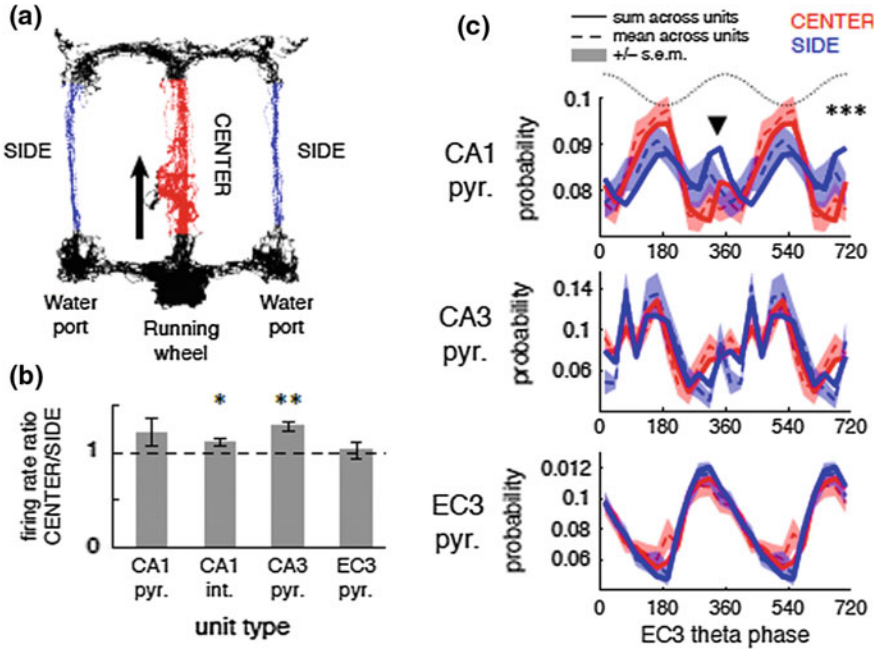 (a)
SIDE
CENTER
SIDE
Water port
Running wheel
Water port
(b)
firing rate ratio
CENTER/SIDE
1
0
*
**
CA1 pyr.
CA1 int.
CA3 pyr.
EC3 pyr.
unit type
(c)
sum across units
mean across units
+/− s.e.m.
CENTER
SIDE
CA1 pyr.
probability
0.1
0.09
0.08
***
0 180 360 540 720
CA3 pyr.
probability
0.14
0.1
0.06
0 180 360 540 720
EC3 pyr.
probability
0.012
0.1
0.08
0.06
0 180 360 540 720
EC3 theta phase